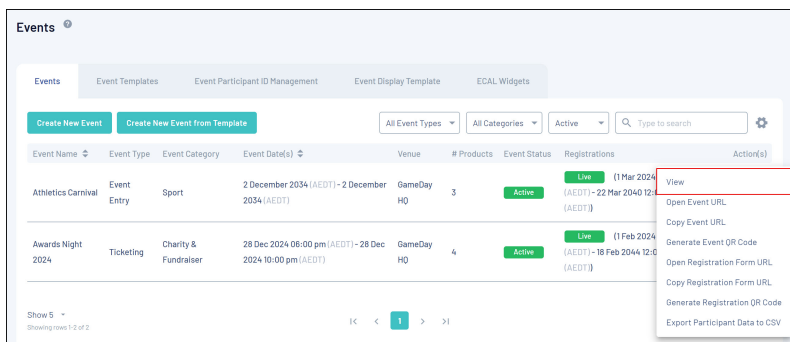 Events ?
Events Event Templates Event Participant ID Management Event Display Template ECAL Widgets
Create New Event Create New Event from Template All Event Types All Categories Active Type to search
Event Name Event Type Event Category Event Date(s) Venue # Products Event Status Registrations Action(s)
Athletics Carnival Event Entry Sport 2 December 2034 (AEDT) - 2 December 2034 (AEDT) GameDay HQ 3 Active Live (1 Mar 2024 (AEDT) - 22 Mar 2040 12:0 (AEDT))
Awards Night 2024 Ticketing Charity & Fundraiser 28 Dec 2024 06:00 pm (AEDT) - 28 Dec 2024 10:00 pm (AEDT) GameDay HQ 4 Active Live (1 Feb 2024 (AEDT) - 18 Feb 2044 12:0 (AEDT))
View
Open Event URL
Copy Event URL
Generate Event QR Code
Open Registration Form URL
Copy Registration Form URL
Generate Registration QR Code
Export Participant Data to CSV
Show 5
Showing rows 1-2 of 2
1